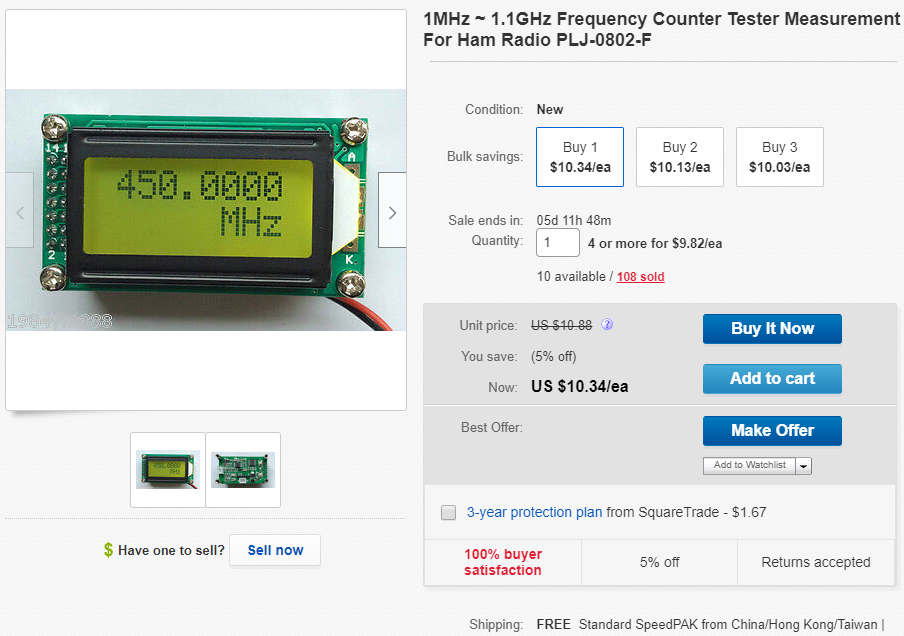 1MHz ~ 1.1GHz Frequency Counter Tester Measurement
For Ham Radio PLJ-0802-F
14
A
450.0000
MHz
2
K
Condition: New
Bulk savings:
Buy 1
$10.34/ea
Buy 2
$10.13/ea
Buy 3
$10.03/ea
Sale ends in: 05d 11h 48m
Quantity: 1 4 or more for $9.82/ea
10 available / 108 sold
Unit price: US $10.88 ?
Buy It Now
You save: (5% off)
Now: US $10.34/ea
Add to cart
Best Offer:
Make Offer
Add to Watchlist
$ Have one to sell? Sell now
3-year protection plan from SquareTrade - $1.67
100% buyer
satisfaction
5% off
Returns accepted
Shipping: FREE Standard SpeedPAK from China/Hong Kong/Taiwan |